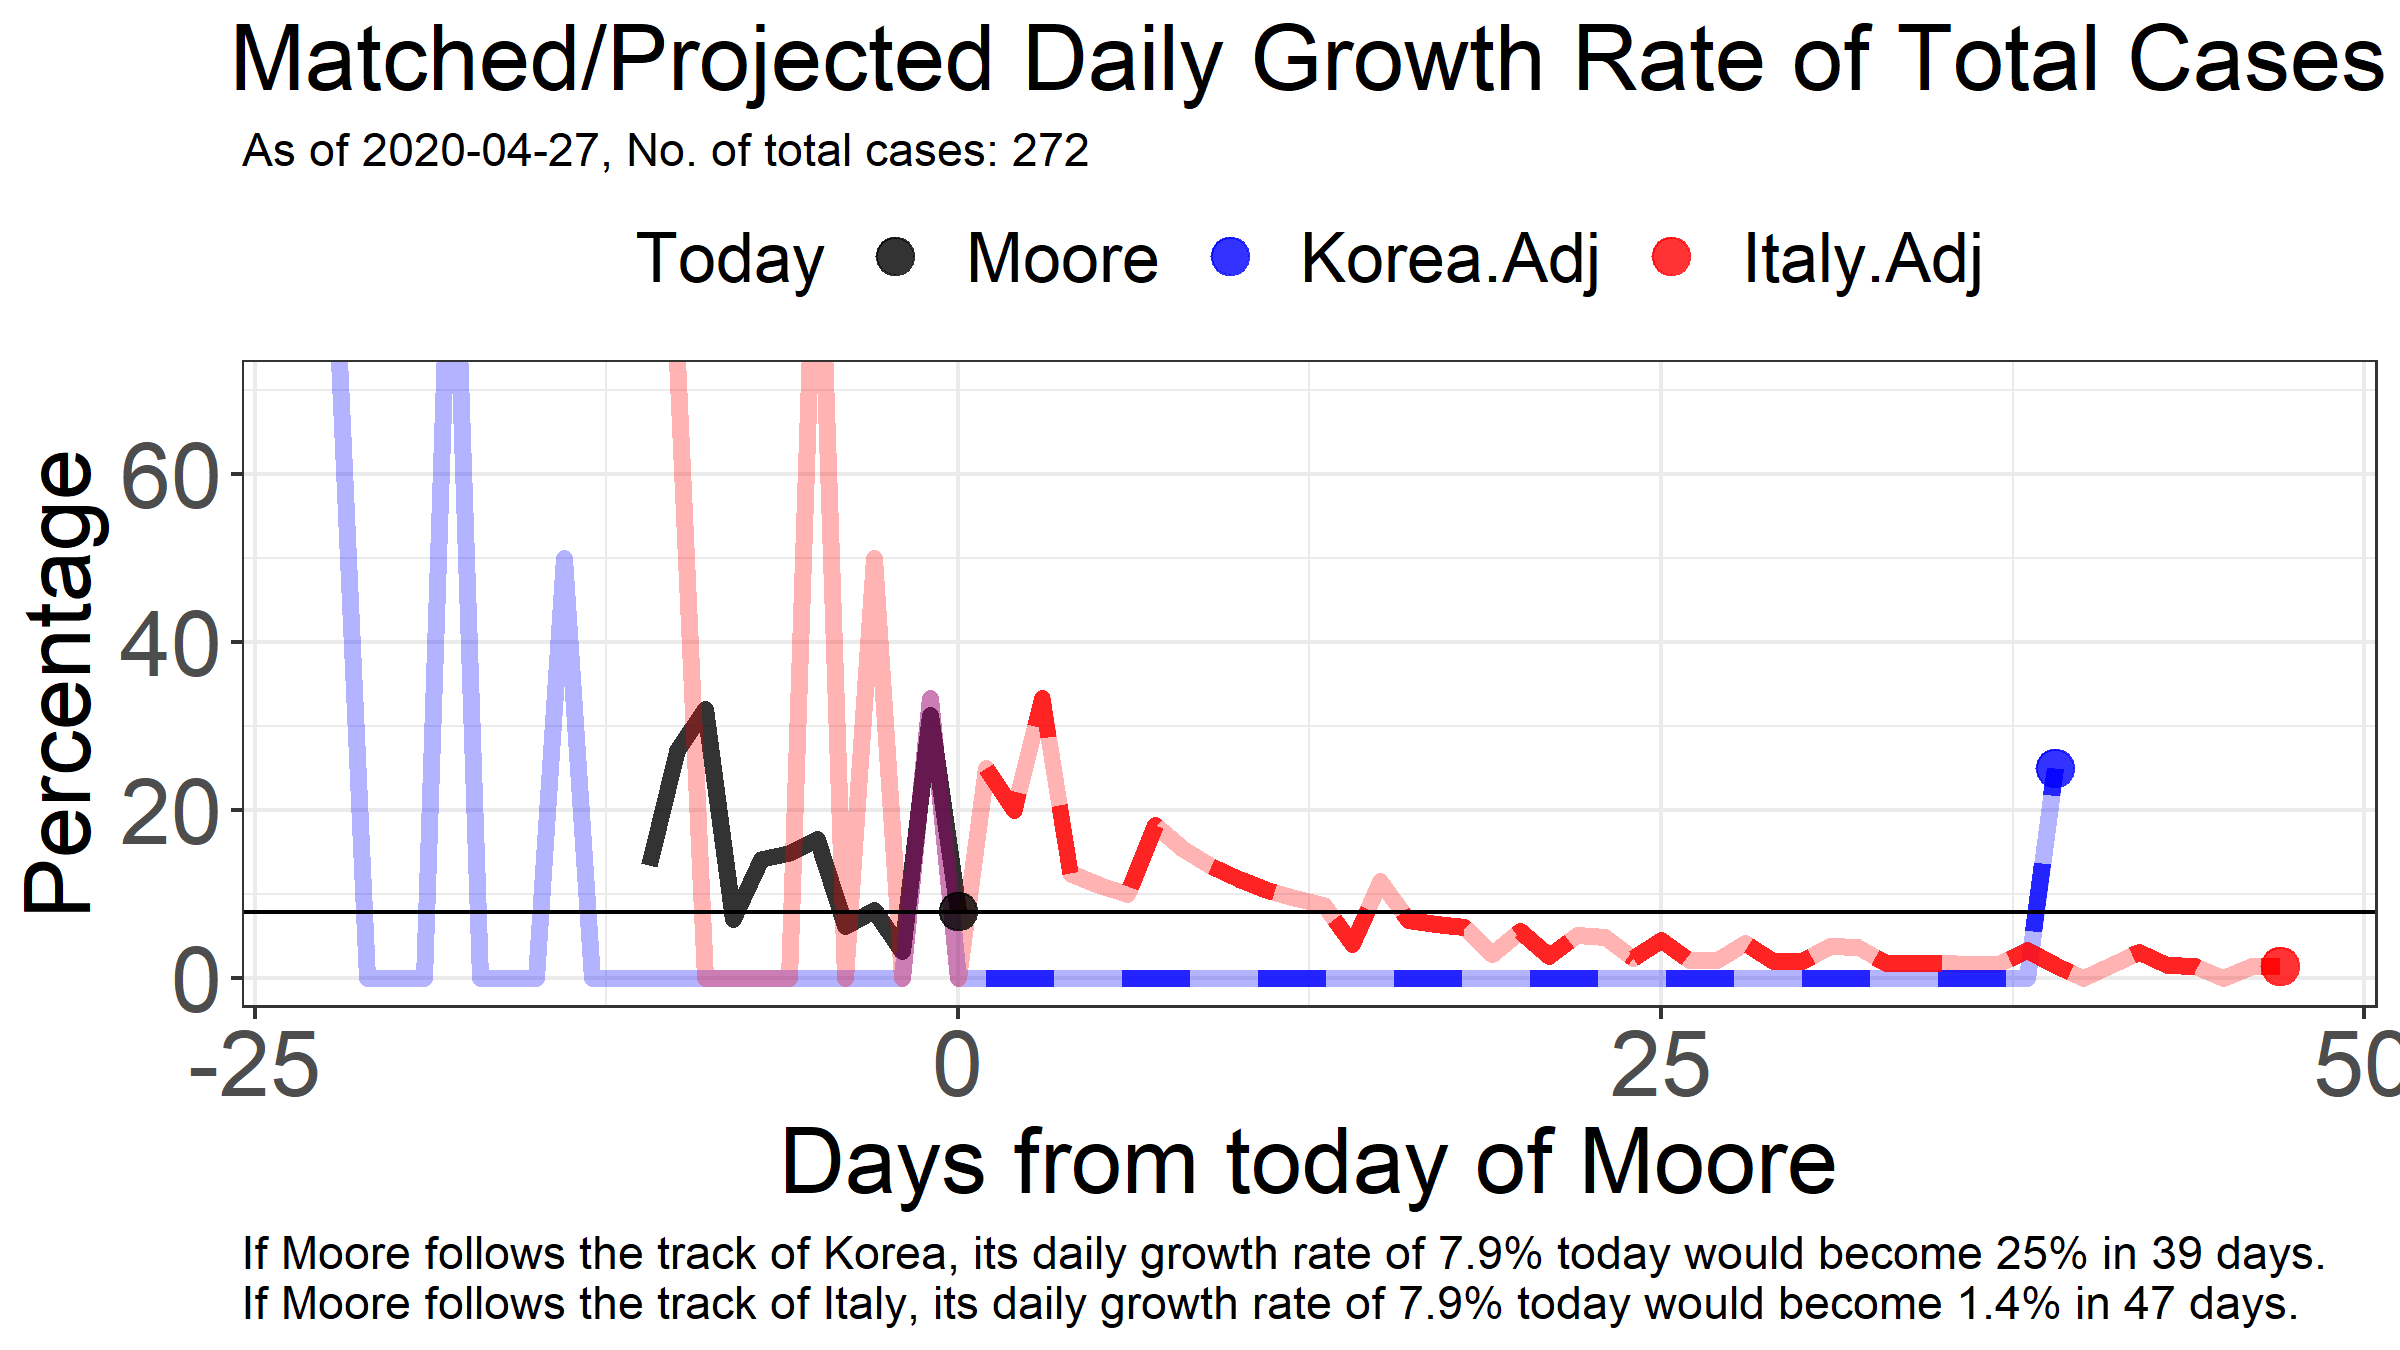 Matched/Projected Daily Growth Rate of Total Cases
As of 2020-04-27, No. of total cases: 272
Today Moore Korea.Adj Italy.Adj
Percentage
60
40
20
0
-25 0 25 50
Days from today of Moore
If Moore follows the track of Korea, its daily growth rate of 7.9% today would become 25% in 39 days.
If Moore follows the track of Italy, its daily growth rate of 7.9% today would become 1.4% in 47 days.